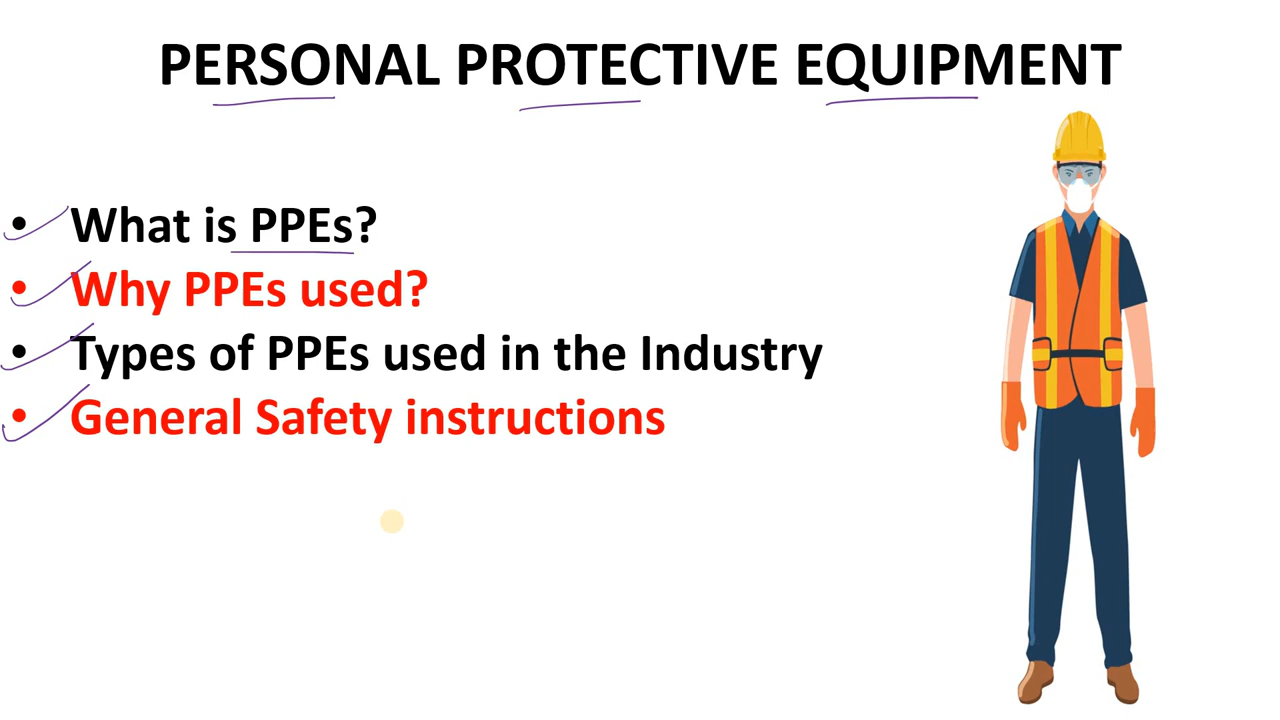 PERSONAL PROTECTIVE EQUIPMENT
• What is PPEs?
• Why PPEs used?
• Types of PPEs used in the Industry
• General Safety instructions